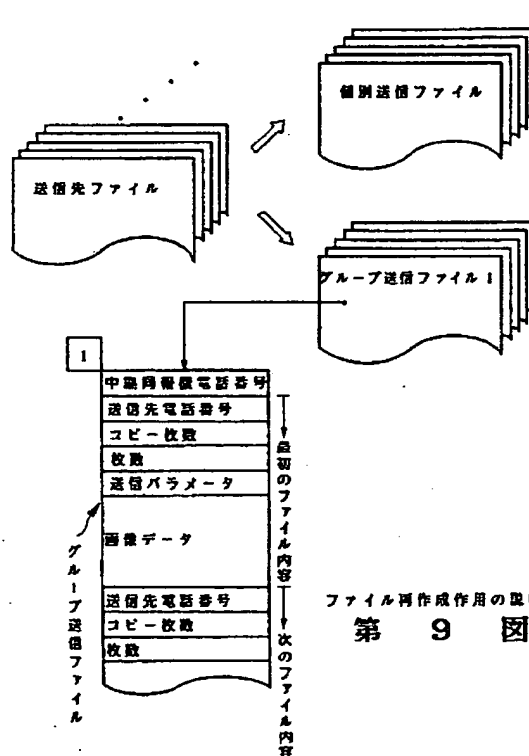 個別送信ファイル
送信先ファイル
グループ送信ファイル1
1
中継同報機電話番号
送信先電話番号
コピー枚数
枚数
送信パラメータ
画像データ
送信先電話番号
コピー枚数
枚数
グループ送信ファイル
最初のファイル内容
次のファイル内容
ファイル再作成作用の説
第 9 図